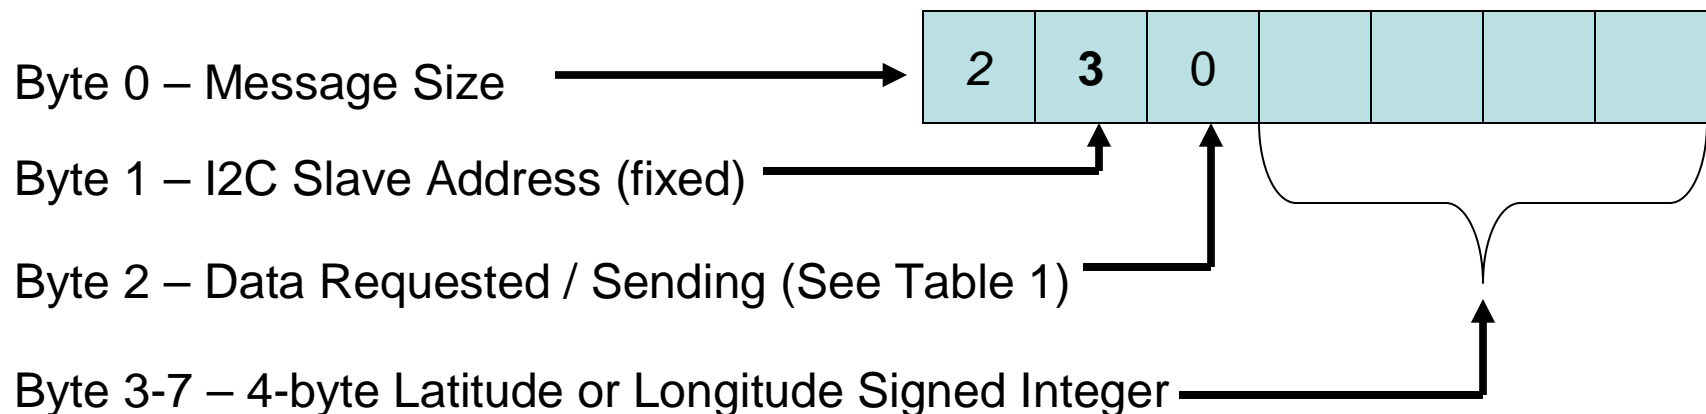 2 3 0
Byte 0 – Message Size
Byte 1 – I2C Slave Address (fixed)
Byte 2 – Data Requested / Sending (See Table 1)
Byte 3-7 – 4-byte Latitude or Longitude Signed Integer